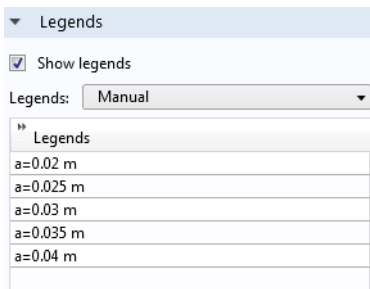 Legends
Show legends
Legends: Manual
Legends
a=0.02 m
a=0.025 m
a=0.03 m
a=0.035 m
a=0.04 m